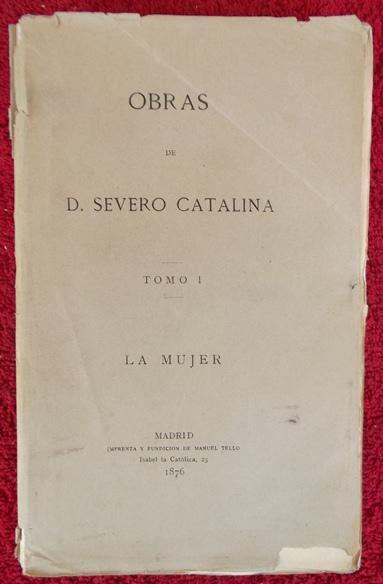 OBRAS
DE
D. SEVERO CATALINA
TOMO I
LA MUJER
MADRID
IMPRENTA Y FUNDICION DE MANUEL TELLO
Isabel la Católica, 23
1876